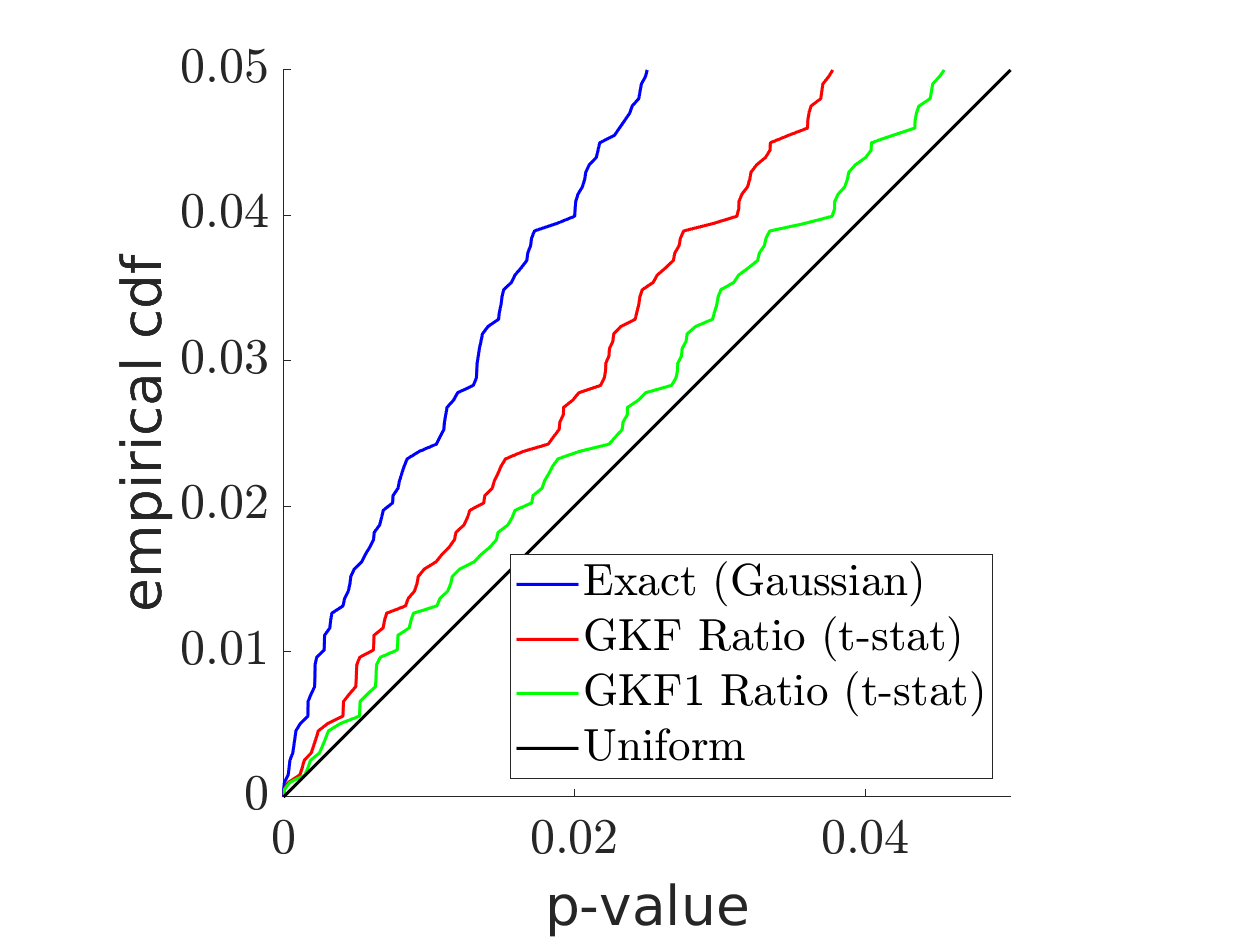 0.05
0.04
0.03
0.02
0.01
0
empirical cdf
Exact (Gaussian)
GKF Ratio (t-stat)
GKF1 Ratio (t-stat)
Uniform
0 0.02 0.04
p-value